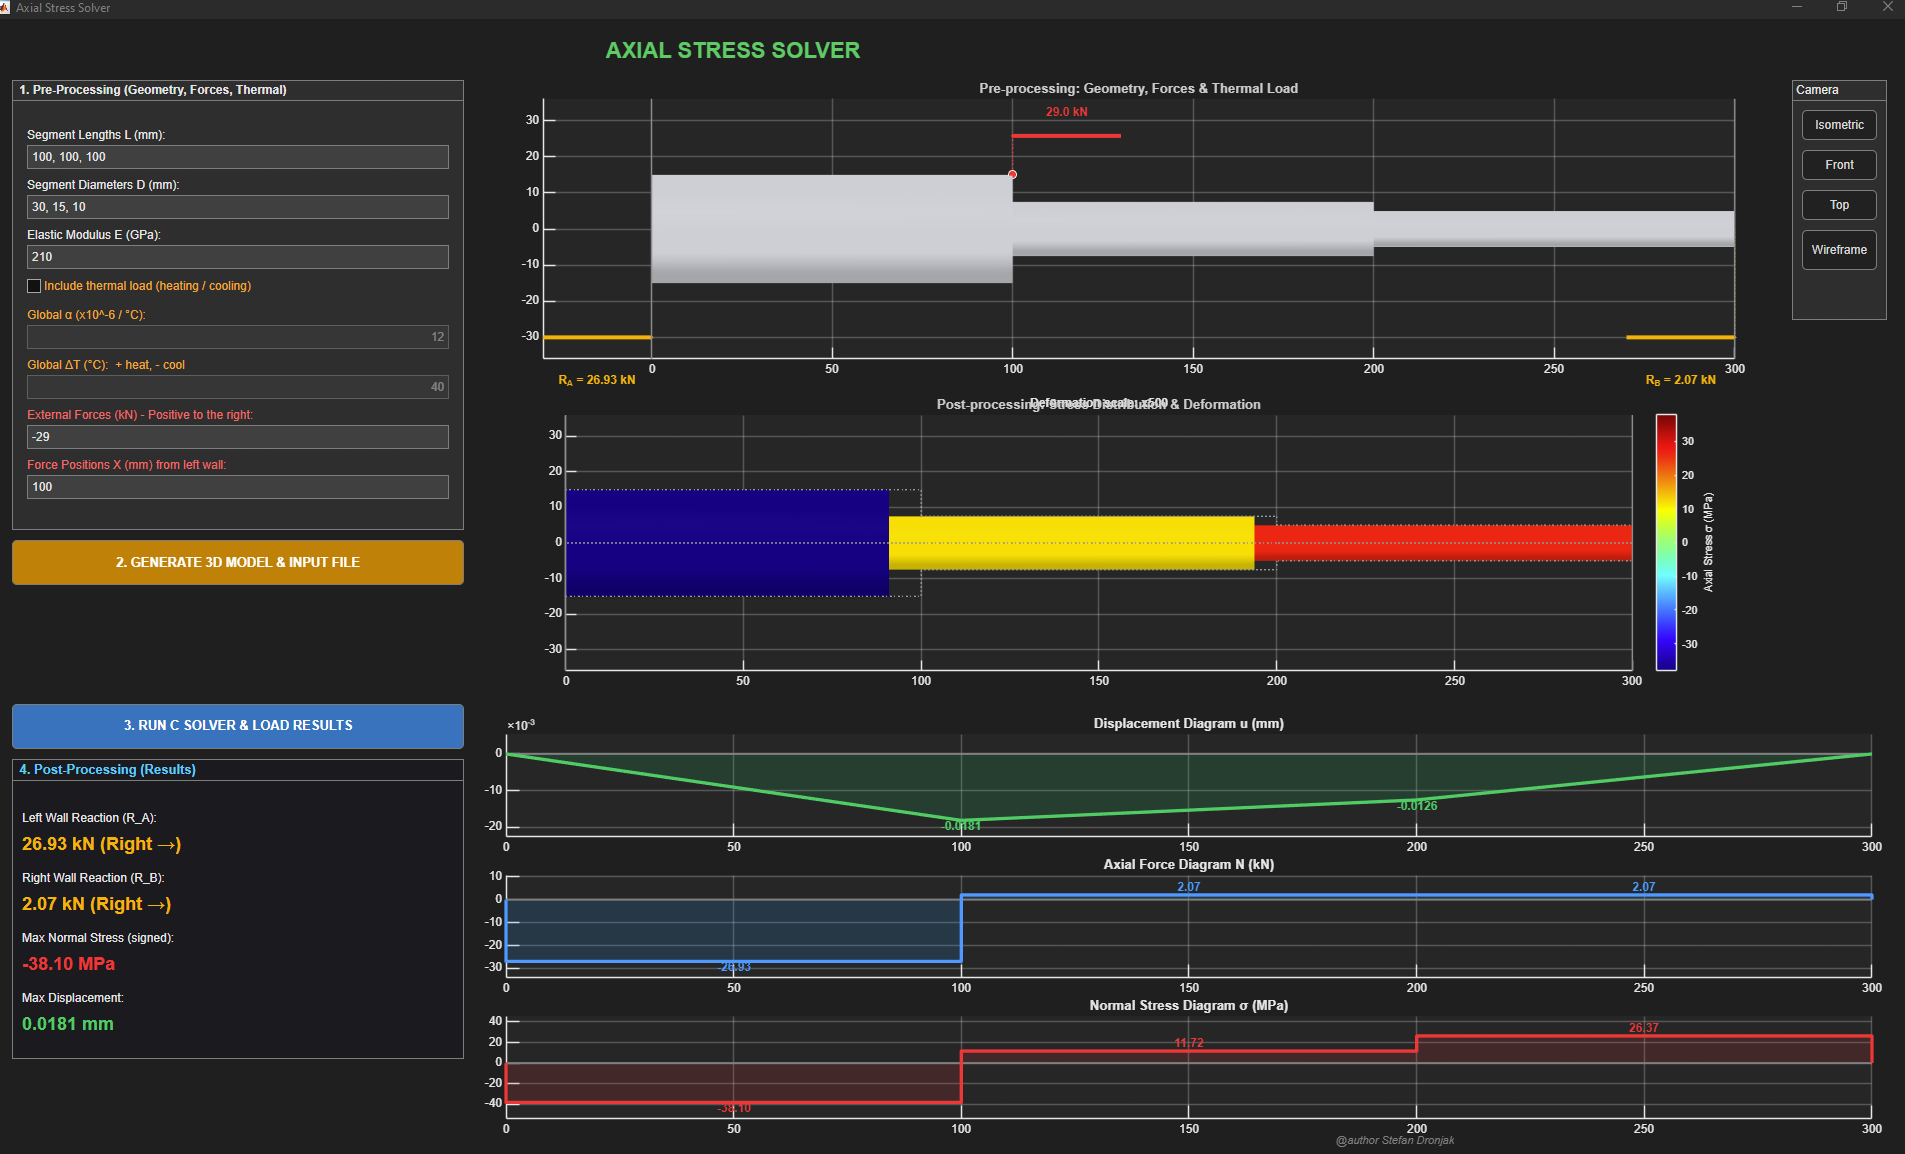 Axial Stress Solver
AXIAL STRESS SOLVER
1. Pre-Processing (Geometry, Forces, Thermal)
Segment Lengths L (mm):
100, 100, 100
Segment Diameters D (mm):
30, 15, 10
Elastic Modulus E (GPa):
210
Include thermal load (heating / cooling)
Global α (x10^-6 / °C):
12
Global ΔT (°C):  + heat, - cool
40
External Forces (kN) - Positive to the right:
-29
Force Positions X (mm) from left wall:
100
2. GENERATE 3D MODEL & INPUT FILE
3. RUN C SOLVER & LOAD RESULTS
4. Post-Processing (Results)
Left Wall Reaction (R_A):
26.93 kN (Right →)
Right Wall Reaction (R_B):
2.07 kN (Right →)
Max Normal Stress (signed):
-38.10 MPa
Max Displacement:
0.0181 mm
Pre-processing: Geometry, Forces & Thermal Load
29.0 kN
30
20
10
0
-10
-20
-30
0 50 100 150 200 250 300
R_A = 26.93 kN
R_B = 2.07 kN
Deformation scale: x500
Post-processing: Stress Distribution & Deformation
30
20
10
0
-10
-20
-30
0 50 100 150 200 250 300
30
20
10
0
-10
-20
-30
Axial Stress σ (MPa)
Displacement Diagram u (mm)
×10^-3
0
-10
-20
-0.0181
-0.0126
0 50 100 150 200 250 300
Axial Force Diagram N (kN)
10
0
-10
-20
-30
-26.93
2.07
2.07
0 50 100 150 200 250 300
Normal Stress Diagram σ (MPa)
40
20
0
-20
-40
-38.10
11.72
26.37
0 50 100 150 200 250 300
@author Stefan Dronjak
Camera
Isometric
Front
Top
Wireframe